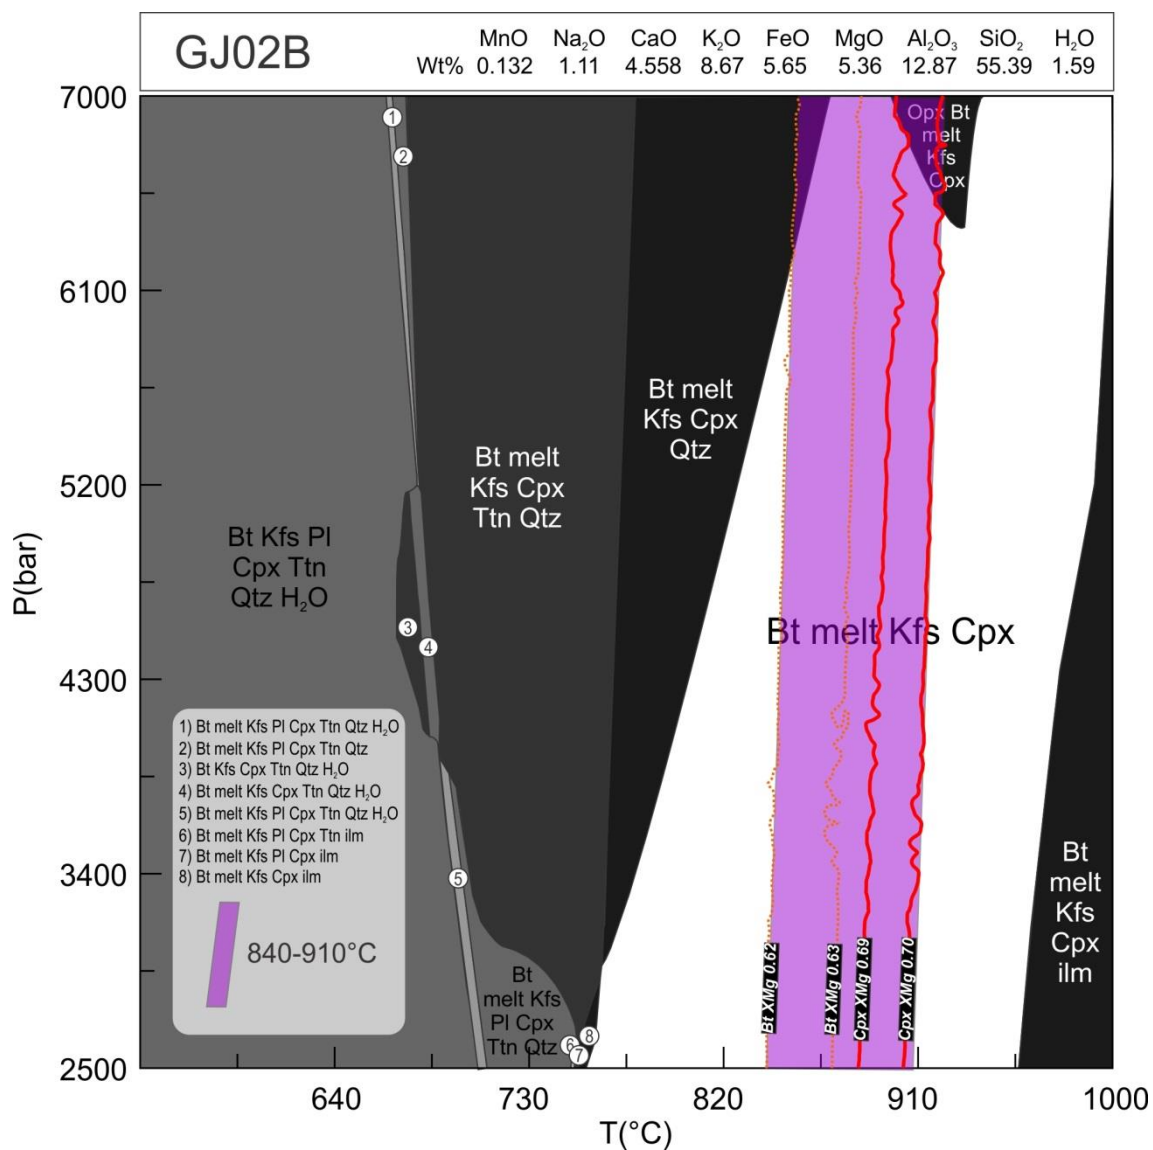 GJ02B
MnO Na₂O CaO K₂O FeO MgO Al₂O₃ SiO₂ H₂O
Wt% 0.132 1.11 4.558 8.67 5.65 5.36 12.87 55.39 1.59
7000
6100
5200
4300
3400
2500
P(bar)
1
2
Opx Bt
melt
Kfs
Cpx
Bt melt
Kfs Cpx
Qtz
Bt melt
Kfs Cpx
Ttn Qtz
Bt Kfs Pl
Cpx Ttn
Qtz H₂O
3
4
Bt melt Kfs Cpx
1) Bt melt Kfs Pl Cpx Ttn Qtz H₂O
2) Bt melt Kfs Pl Cpx Ttn Qtz
3) Bt Kfs Cpx Ttn Qtz H₂O
4) Bt melt Kfs Cpx Ttn Qtz H₂O
5) Bt melt Kfs Pl Cpx Ttn Qtz H₂O
6) Bt melt Kfs Pl Cpx Ttn ilm
7) Bt melt Kfs Pl Cpx ilm
8) Bt melt Kfs Cpx ilm
840-910°C
5
Bt
melt
Kfs
Cpx
ilm
Bt
melt Kfs
Pl Cpx
Ttn Qtz
6
7
8
Bt XMg 0.62
Bt XMg 0.63
Cpx XMg 0.69
Cpx XMg 0.70
640 730 820 910 1000
T(°C)